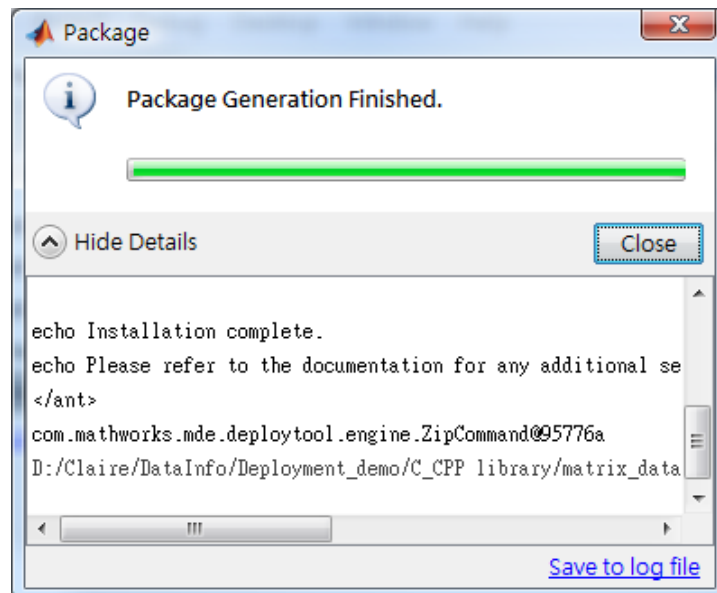 Package
Package Generation Finished.
Hide Details
Close
echo Installation complete.
echo Please refer to the documentation for any additional se
</ant>
com.mathworks.mde.deploytool.engine.ZipCommand@95776a
D:/Claire/DataInfo/Deployment_demo/C_CPP library/matrix_data
Save to log file